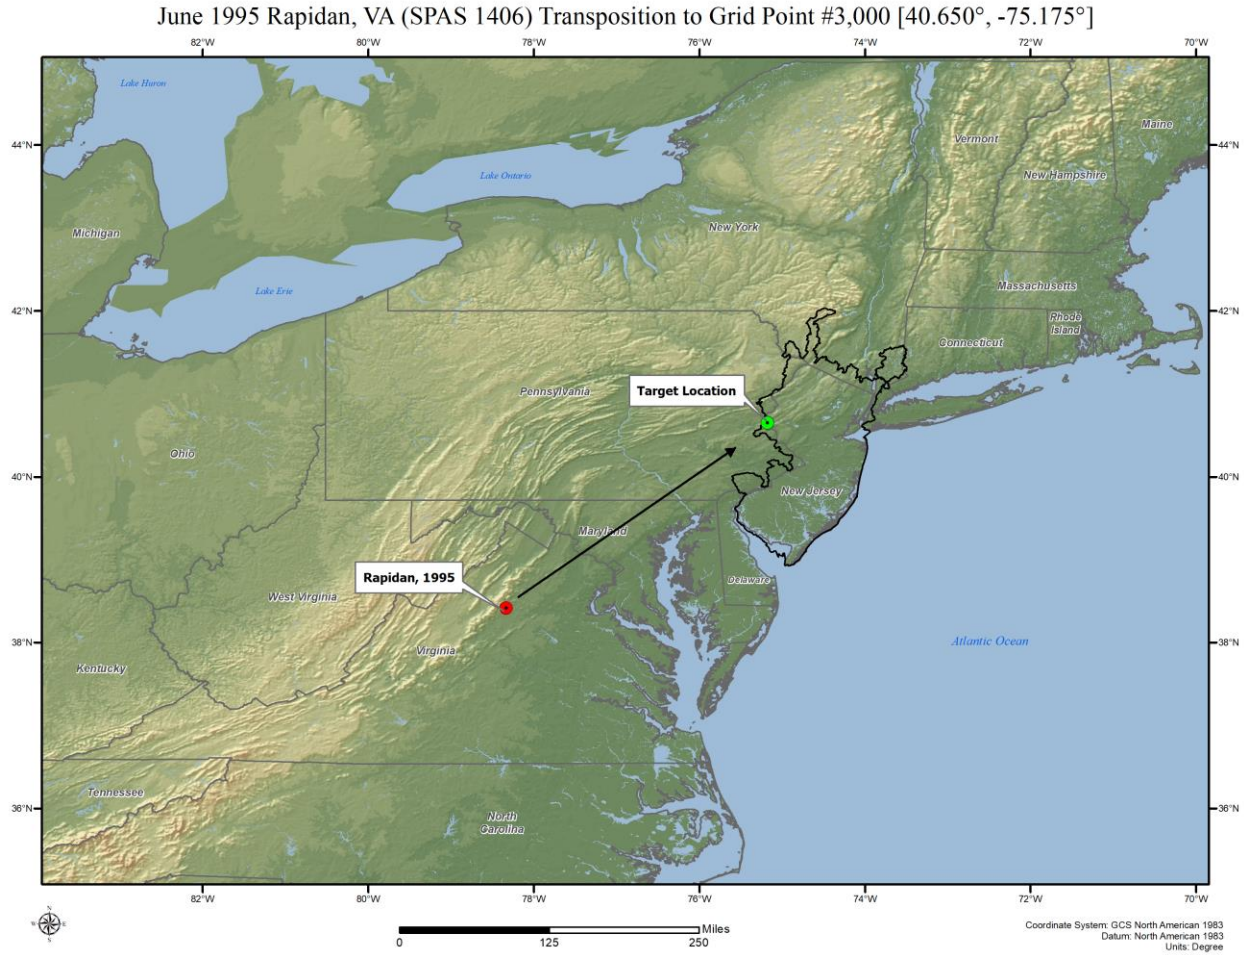 June 1995 Rapidan, VA (SPAS 1406) Transposition to Grid Point #3,000 [40.650°, -75.175°]
82°W 80°W 78°W 76°W 74°W 72°W 70°W
Lake Huron
Maine
44°N 44°N
Vermont
Lake Ontario
New Hampshire
Michigan
New York
Massachusetts
Lake Erie
42°N 42°N
Rhode
Island
Connecticut
Target Location
Pennsylvania
Ohio
40°N 40°N
New Jersey
Maryland
Rapidan, 1995
Delaware
West Virginia
38°N 38°N
Atlantic Ocean
Virginia
Kentucky
Tennessee
36°N 36°N
North
Carolina
82°W 80°W 78°W 76°W 74°W 72°W 70°W
N
W E
S
Miles
0 125 250
Coordinate System: GCS North American 1983
Datum: North American 1983
Units: Degree